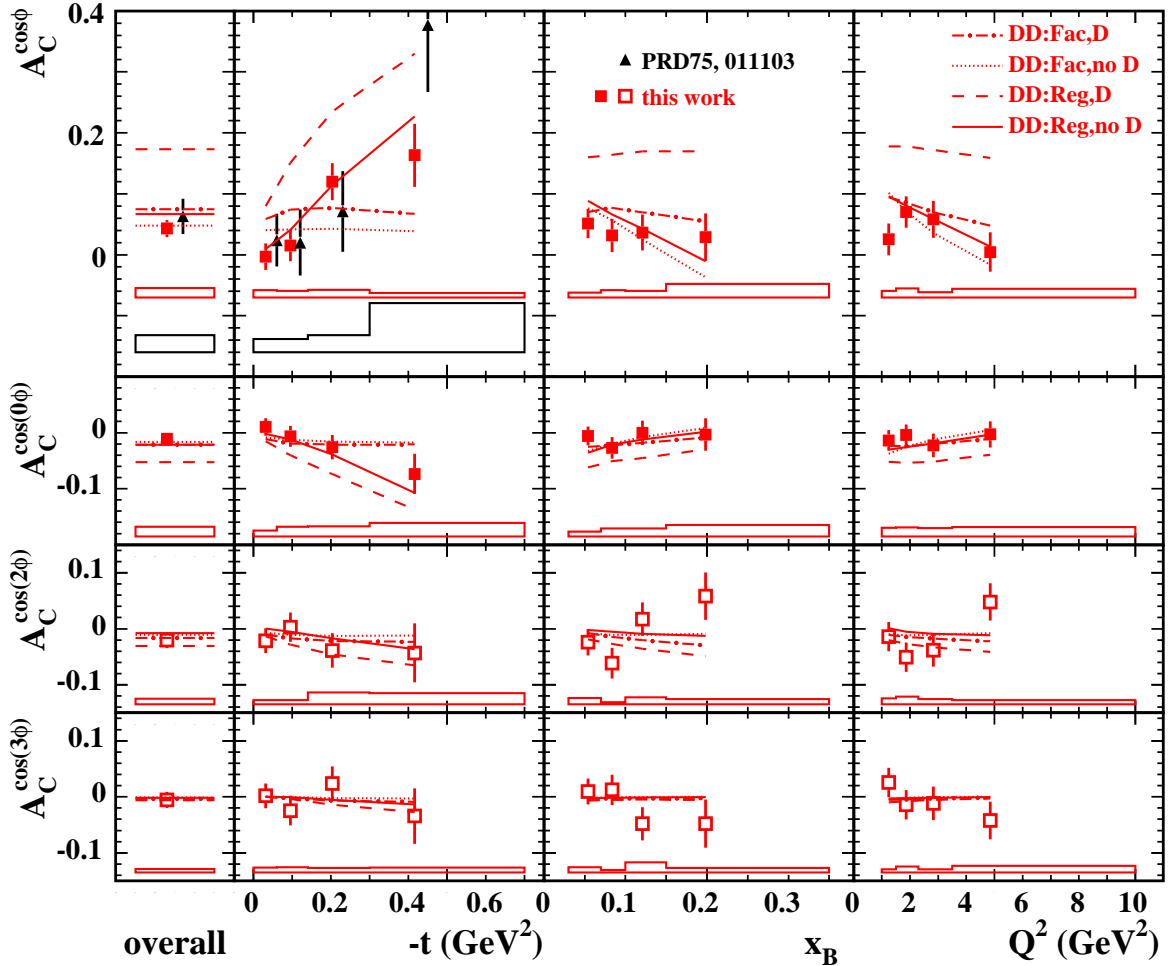 A_C^cosϕ
0.4
0.2
0
▲ PRD75, 011103
■ □ this work
DD:Fac,D
DD:Fac,no D
DD:Reg,D
DD:Reg,no D
A_C^cos(0ϕ)
0
-0.1
A_C^cos(2ϕ)
0.1
0
-0.1
A_C^cos(3ϕ)
0.1
0
-0.1
0 0.2 0.4 0.6 0 0.1 0.2 0.3 2 4 6 8 10
overall -t (GeV²) x_B Q² (GeV²)